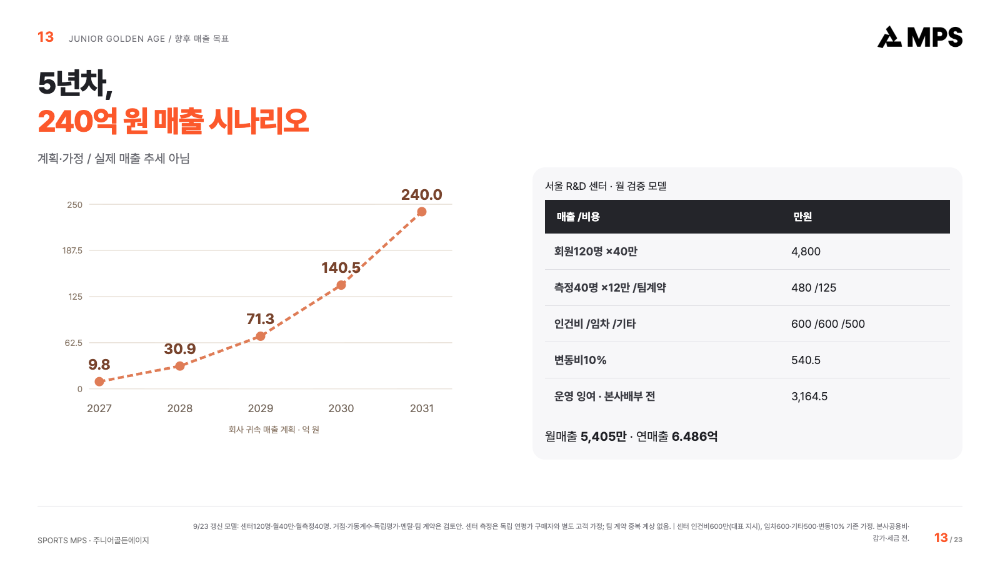 13 JUNIOR GOLDEN AGE / 향후 매출 목표
MPS
5년차,
240억 원 매출 시나리오
계획·가정 / 실제 매출 추세 아님
250
187.5
125
62.5
0
9.8
30.9
71.3
140.5
240.0
2027 2028 2029 2030 2031
회사 귀속 매출 계획 · 억 원
서울 R&D 센터 · 월 검증 모델
매출 /비용 만원
회원120명 ×40만 4,800
측정40명 ×12만 /팀계약 480 /125
인건비 /임차 /기타 600 /600 /500
변동비10% 540.5
운영 잉여 · 본사배부 전 3,164.5
월매출 5,405만 · 연매출 6.486억
9/23 갱신 모델: 센터120명·월40만·월측정40명. 거점·가동계수·독립평가·멘탈·팀 계약은 검토안. 센터 측정은 독립 연평가 구매자와 별도 고객 가정; 팀 계약 중복 계상 없음. | 센터 인건비600만(대표 지시), 임차600·기타500·변동10% 기존 가정. 본사공용비·
감가·세금 전.
SPORTS MPS · 주니어골든에이지
13 / 23